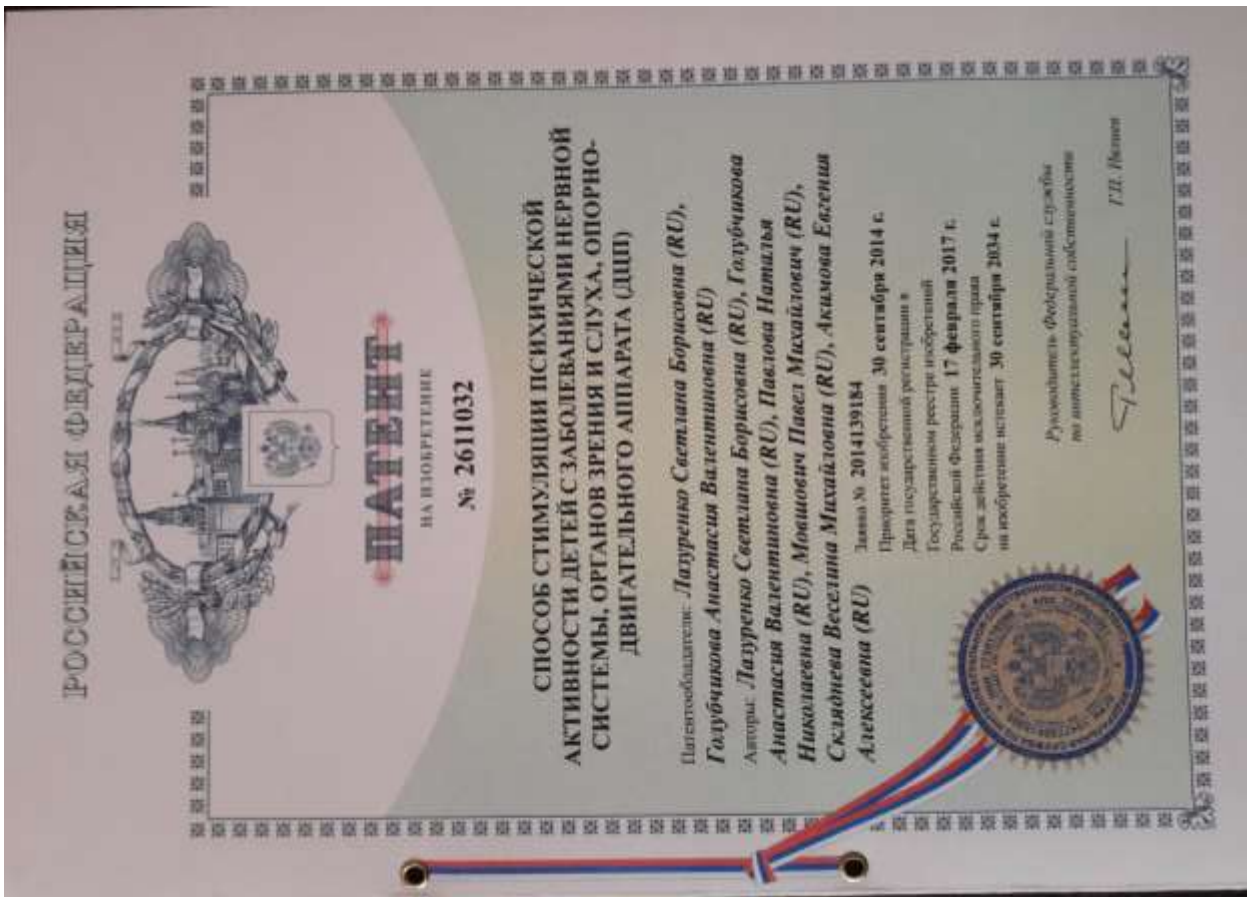 РОССИЙСКАЯ ФЕДЕРАЦИЯ
ПАТЕНТ
НА ИЗОБРЕТЕНИЕ
№ 2611032
СПОСОБ СТИМУЛЯЦИИ ПСИХИЧЕСКОЙ
АКТИВНОСТИ ДЕТЕЙ С ЗАБОЛЕВАНИЯМИ НЕРВНОЙ
СИСТЕМЫ, ОРГАНОВ ЗРЕНИЯ И СЛУХА, ОПОРНО-
ДВИГАТЕЛЬНОГО АППАРАТА (ДЦП)
Патентообладатели: Лазуренко Светлана Борисовна (RU),
Голубчикова Анастасия Валентиновна (RU)
Авторы: Лазуренко Светлана Борисовна (RU), Голубчикова
Анастасия Валентиновна (RU), Павлова Наталья
Николаевна (RU), Мовшович Павел Михайлович (RU),
Скляднева Веселина Михайловна (RU), Акимова Евгения
Алексеевна (RU)
Заявка № 2014139184
Приоритет изобретения 30 сентября 2014 г.
Дата государственной регистрации в
Государственном реестре изобретений
Российской Федерации 17 февраля 2017 г.
Срок действия исключительного права
на изобретение истекает 30 сентября 2034 г.
Руководитель Федеральной службы
по интеллектуальной собственности
Г.П. Ивлиев